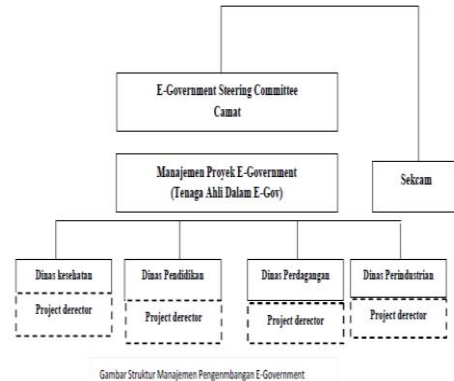 E-Government Steering Committee
Camat
Manajemen Proyek E-Government
(Tenaga Ahli Dalam E-Gov)
Sekcam
Dinas kesehatan
Project derector
Dinas Pendidikan
Project derector
Dinas Perdagangan
Project derector
Dinas Perindustrian
Project derector
Gambar Struktur Manajemen Pengenmbangan E-Government